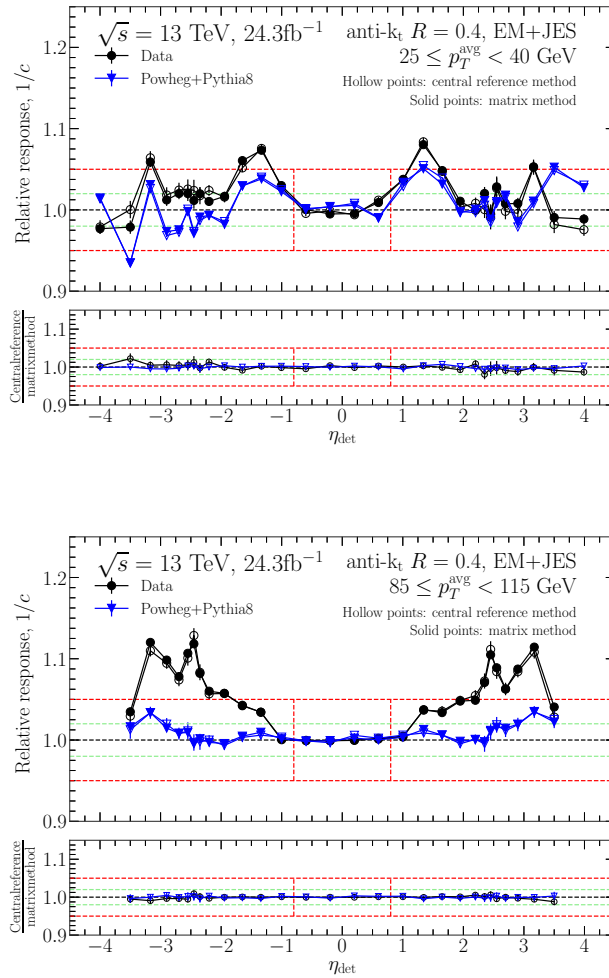 √s = 13 TeV, 24.3fb⁻¹
Data
Powheg+Pythia8
anti-kₜ R = 0.4, EM+JES
25 ≤ p_T^avg < 40 GeV
Hollow points: central reference method
Solid points: matrix method
Relative response, 1/c
1.2
1.1
1.0
0.9
Centralreference
matrixmethod
1.1
1.0
0.9
−4 −3 −2 −1 0 1 2 3 4
η_det
√s = 13 TeV, 24.3fb⁻¹
Data
Powheg+Pythia8
anti-kₜ R = 0.4, EM+JES
85 ≤ p_T^avg < 115 GeV
Hollow points: central reference method
Solid points: matrix method
Relative response, 1/c
1.2
1.1
1.0
0.9
Centralreference
matrixmethod
1.1
1.0
0.9
−4 −3 −2 −1 0 1 2 3 4
η_det